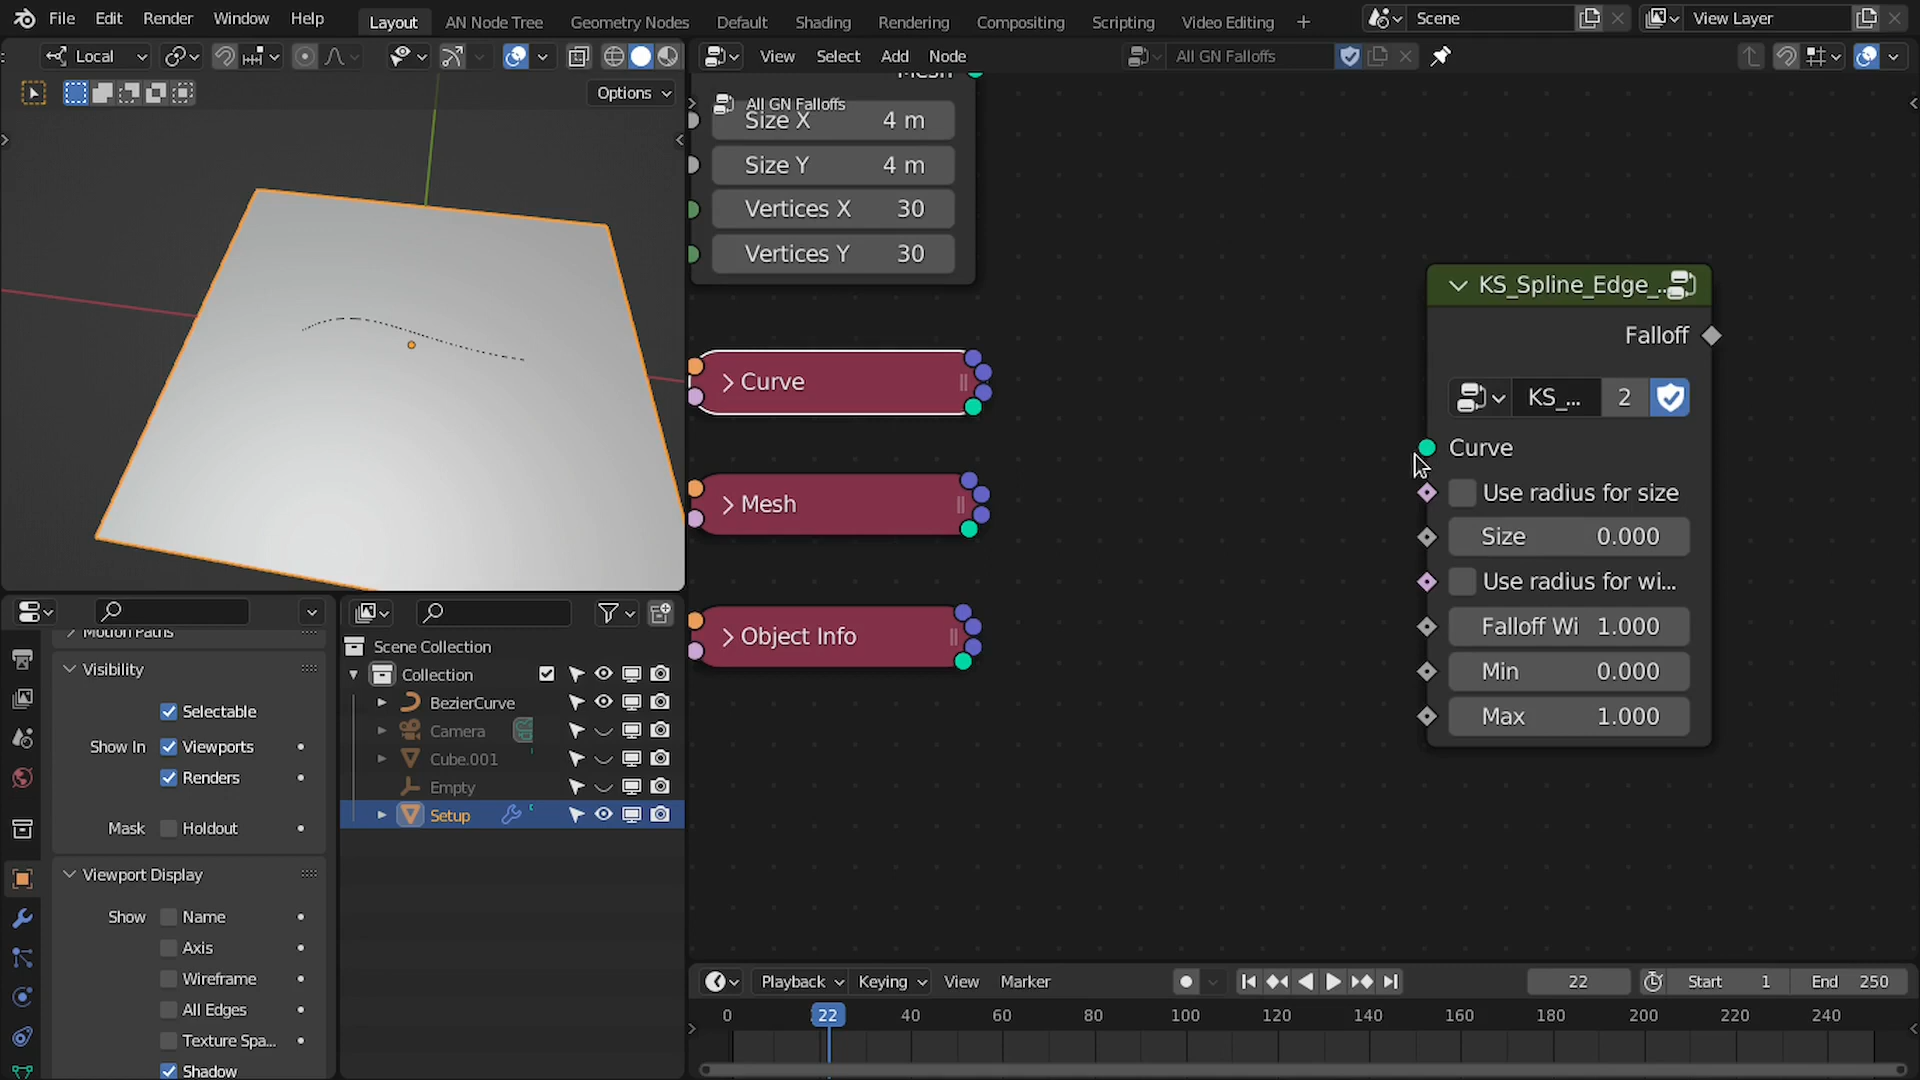 File Edit Render Window Help Layout AN Node Tree Geometry Nodes Default Shading Rendering Compositing Scripting Video Editing + Scene View Layer
Local View Select Add Node All GN Falloffs
Options
Mesh
All GN Falloffs
Size X 4 m
Size Y 4 m
Vertices X 30
Vertices Y 30
KS_Spline_Edge_..
Falloff
Curve
KS_... 2
Curve
Use radius for size
Mesh
Size 0.000
Use radius for wi...
Falloff Wi 1.000
Object Info
Min 0.000
Max 1.000
Motion Paths
Visibility
Selectable
Show In Viewports
Renders
Mask Holdout
Viewport Display
Show Name
Axis
Wireframe
All Edges
Texture Spa...
Shadow
Scene Collection
Collection
BezierCurve
Camera
Cube.001
Empty
Setup
Playback Keying View Marker 22 Start 1 End 250
0 22 40 60 80 100 120 140 160 180 200 220 240